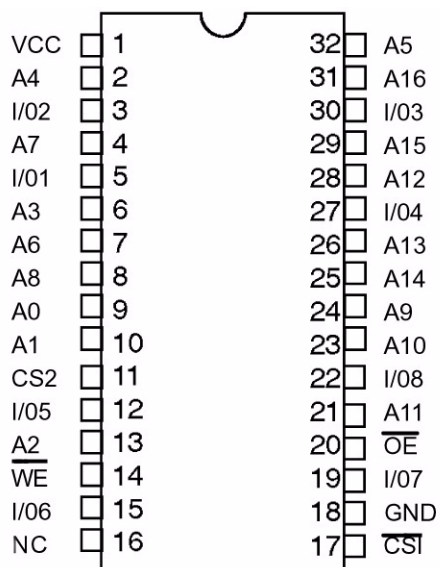 VCC 1 32 A5
A4 2 31 A16
I/02 3 30 I/03
A7 4 29 A15
I/01 5 28 A12
A3 6 27 I/04
A6 7 26 A13
A8 8 25 A14
A0 9 24 A9
A1 10 23 A10
CS2 11 22 I/08
I/05 12 21 A11
A2 13 20 O̅E̅
W̅E̅ 14 19 I/07
I/06 15 18 GND
NC 16 17 C̅S̅I̅